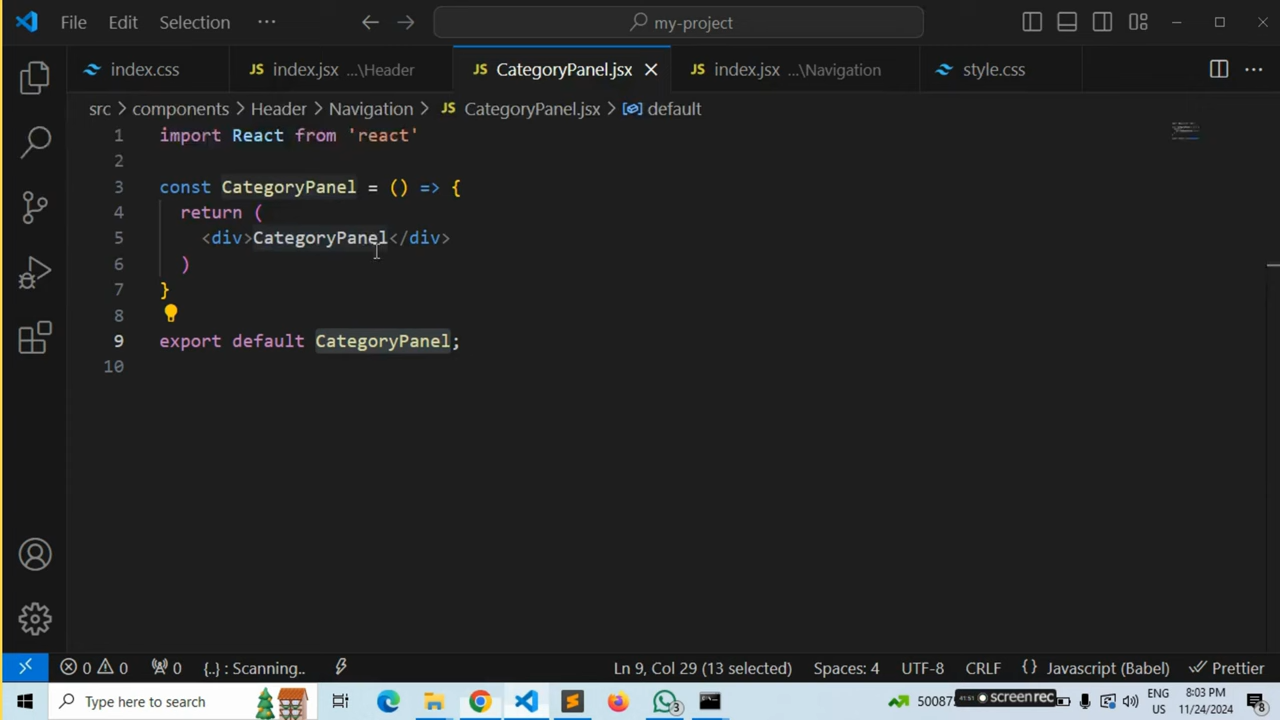 File Edit Selection ··· my-project
index.css index.jsx ...\Header CategoryPanel.jsx index.jsx ...\Navigation style.css
src > components > Header > Navigation > JS CategoryPanel.jsx > default
1 import React from 'react'
2
3 const CategoryPanel = () => {
4 return (
5 <div>CategoryPanel</div>
6 )
7 }
8
9 export default CategoryPanel;
10
0 0 0 {..} : Scanning.. Ln 9, Col 29 (13 selected) Spaces: 4 UTF-8 CRLF {} Javascript (Babel) Prettier
Type here to search 3 screenrec ENG 8:03 PM
US 11/24/2024 8